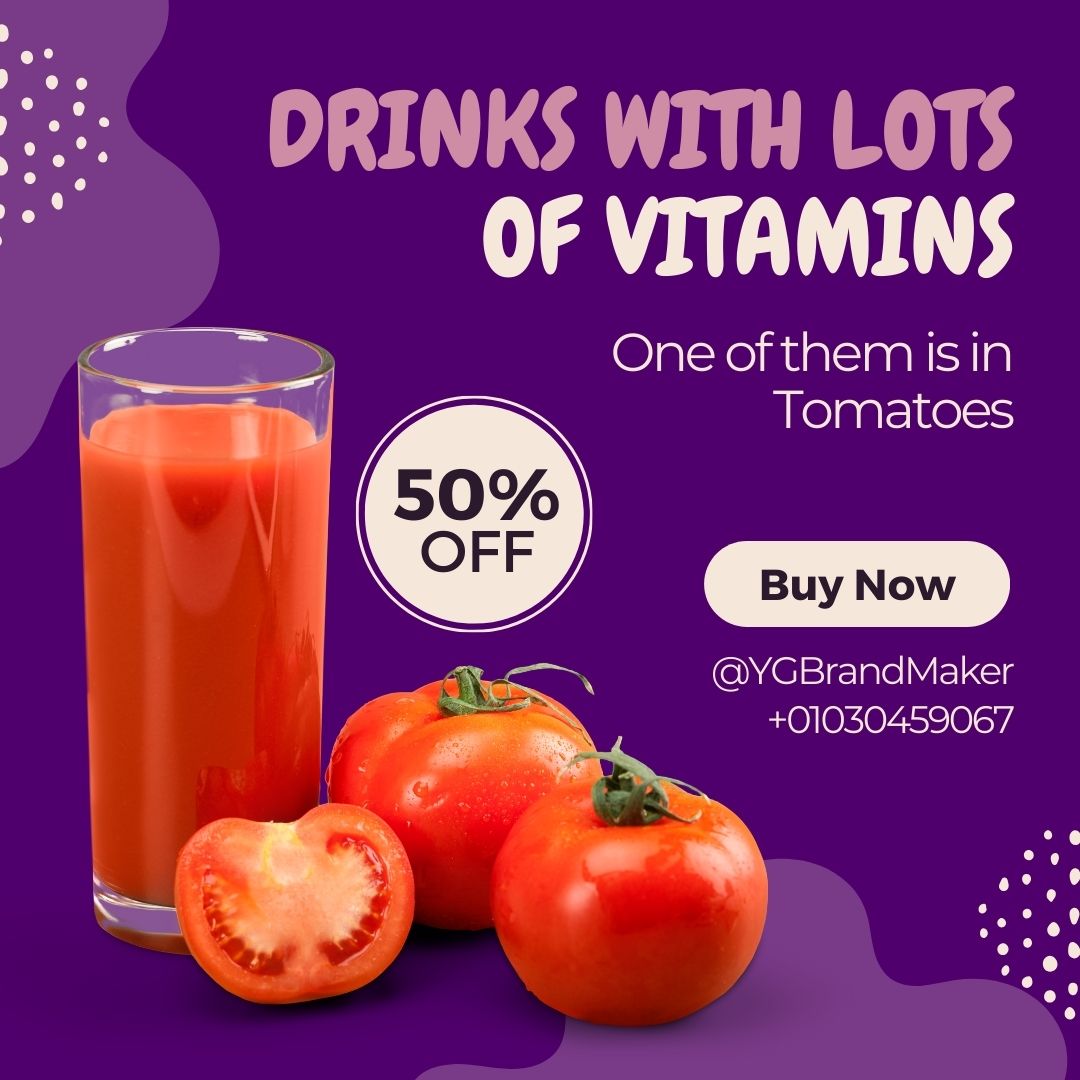 DRINKS WITH LOTS
OF VITAMINS
One of them is in
Tomatoes
50%
OFF
Buy Now
@YGBrandMaker
+01030459067